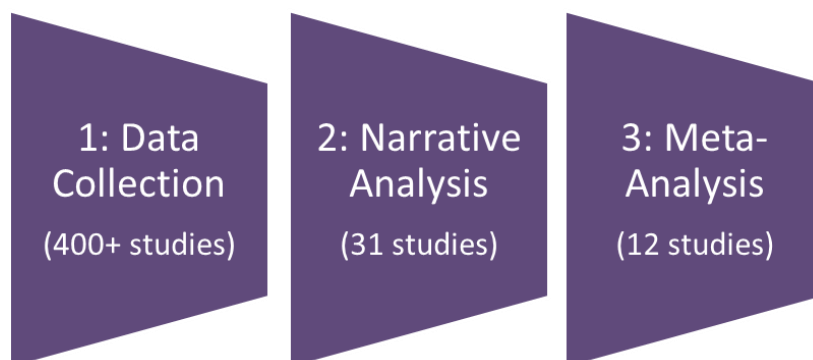 1: Data
Collection
(400+ studies)
2: Narrative
Analysis
(31 studies)
3: Meta-
Analysis
(12 studies)